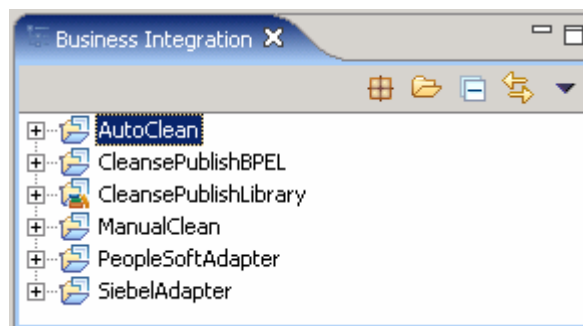 Business Integration
AutoClean
CleansePublishBPEL
CleansePublishLibrary
ManualClean
PeopleSoftAdapter
SiebelAdapter